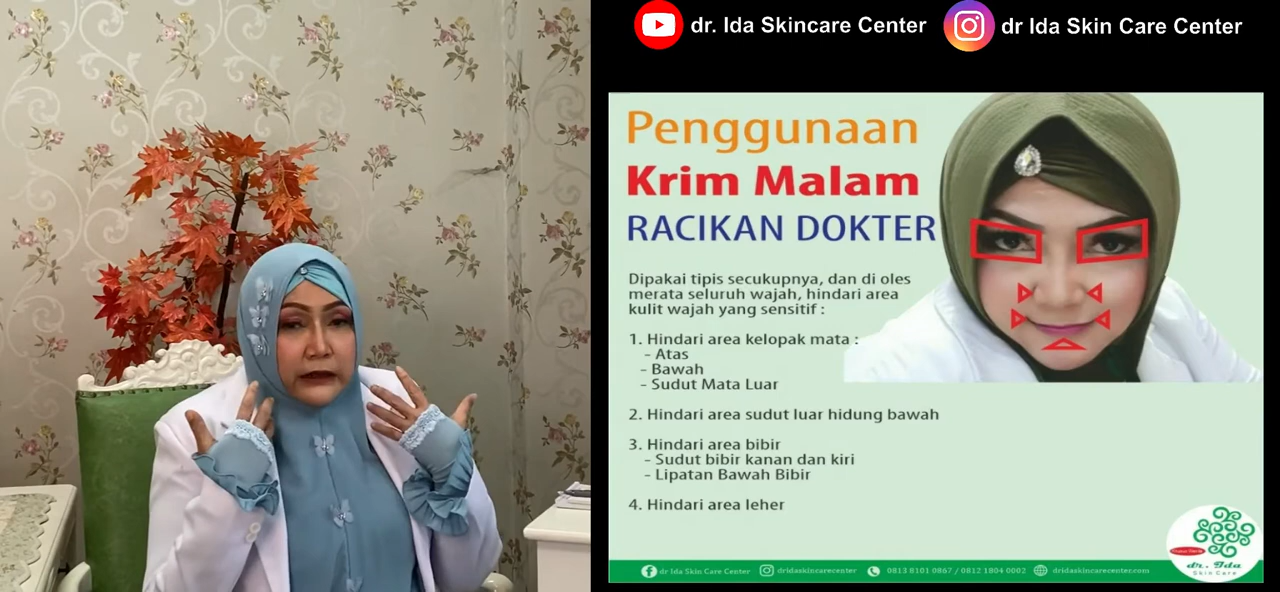 dr. Ida Skincare Center
dr Ida Skin Care Center
Penggunaan
Krim Malam
RACIKAN DOKTER
Dipakai tipis secukupnya, dan di oles
merata seluruh wajah, hindari area
kulit wajah yang sensitif :
1. Hindari area kelopak mata :
- Atas
- Bawah
- Sudut Mata Luar
2. Hindari area sudut luar hidung bawah
3. Hindari area bibir
- Sudut bibir kanan dan kiri
- Lipatan Bawah Bibir
4. Hindari area leher
dr. Ida
Skin Care
dr Ida Skin Care Center
dridaskincarecenter
0813 8101 0867 / 0812 1804 0002
dridaskincarecenter.com